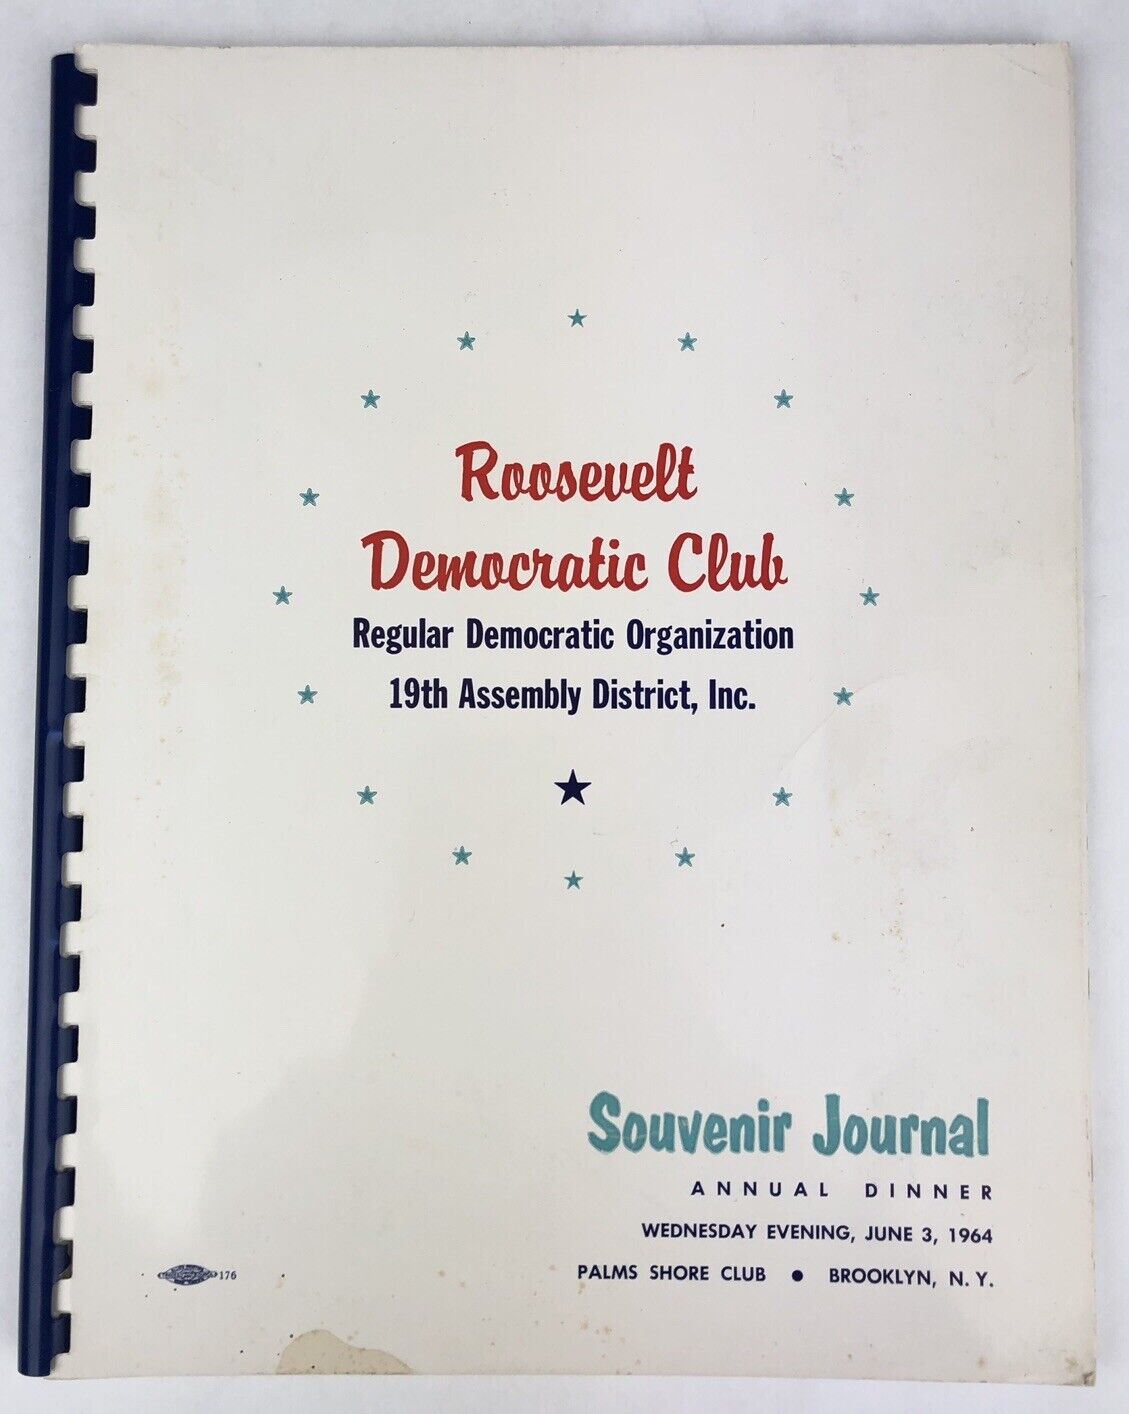 Roosevelt
Democratic Club
Regular Democratic Organization
19th Assembly District, Inc.
Souvenir Journal
ANNUAL DINNER
WEDNESDAY EVENING, JUNE 3, 1964
PALMS SHORE CLUB ● BROOKLYN, N. Y.
176